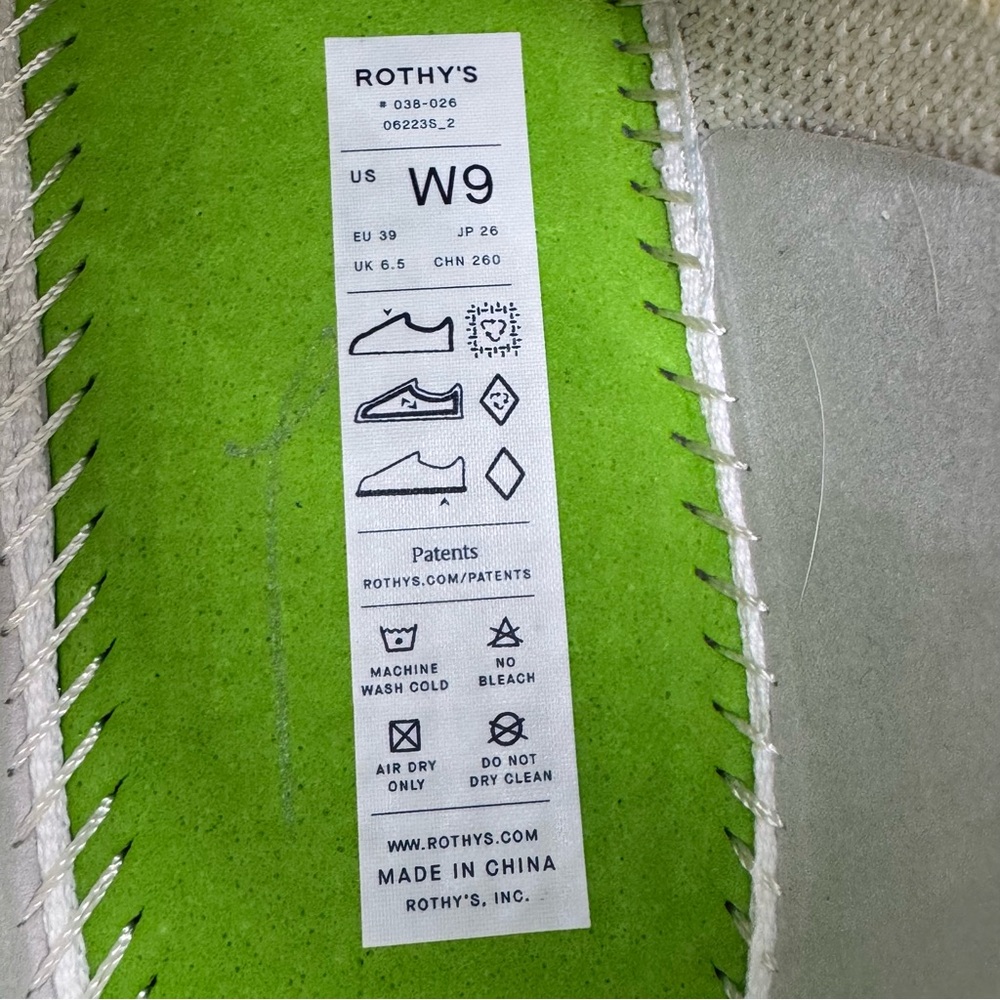 ROTHY'S
# 038-026
06223S_2
US W9
EU 39 JP 26
UK 6.5 CHN 260
Patents
ROTHYS.COM/PATENTS
MACHINE
WASH COLD
NO
BLEACH
AIR DRY
ONLY
DO NOT
DRY CLEAN
WWW.ROTHYS.COM
MADE IN CHINA
ROTHY'S, INC.